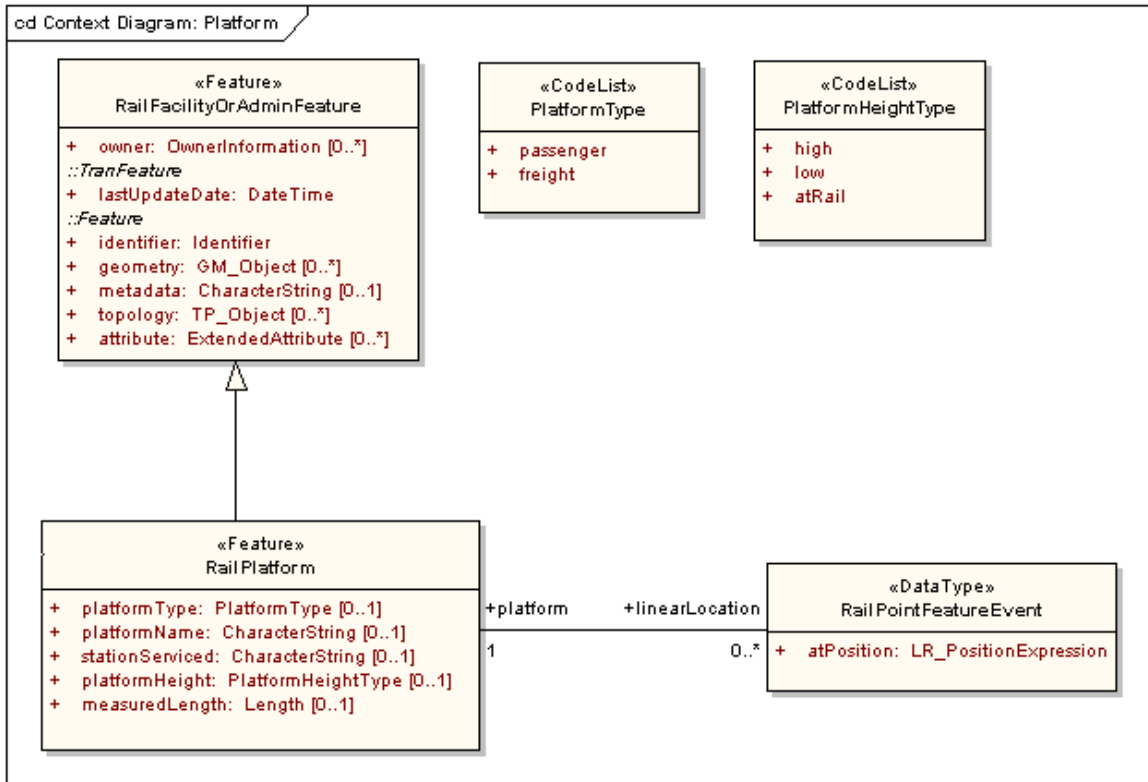 cd Context Diagram: Platform
«Feature»
RailFacilityOrAdminFeature
+ owner: OwnerInformation [0..*]
::TranFeature
+ lastUpdateDate: DateTime
::Feature
+ identifier: Identifier
+ geometry: GM_Object [0..*]
+ metadata: CharacterString [0..1]
+ topology: TP_Object [0..*]
+ attribute: ExtendedAttribute [0..*]
«CodeList»
PlatformType
+ passenger
+ freight
«CodeList»
PlatformHeightType
+ high
+ low
+ atRail
«Feature»
RailPlatform
+ platformType: PlatformType [0..1]
+ platformName: CharacterString [0..1]
+ stationServiced: CharacterString [0..1]
+ platformHeight: PlatformHeightType [0..1]
+ measuredLength: Length [0..1]
+platform +linearLocation
1 0..*
«DataType»
RailPointFeatureEvent
+ atPosition: LR_PositionExpression